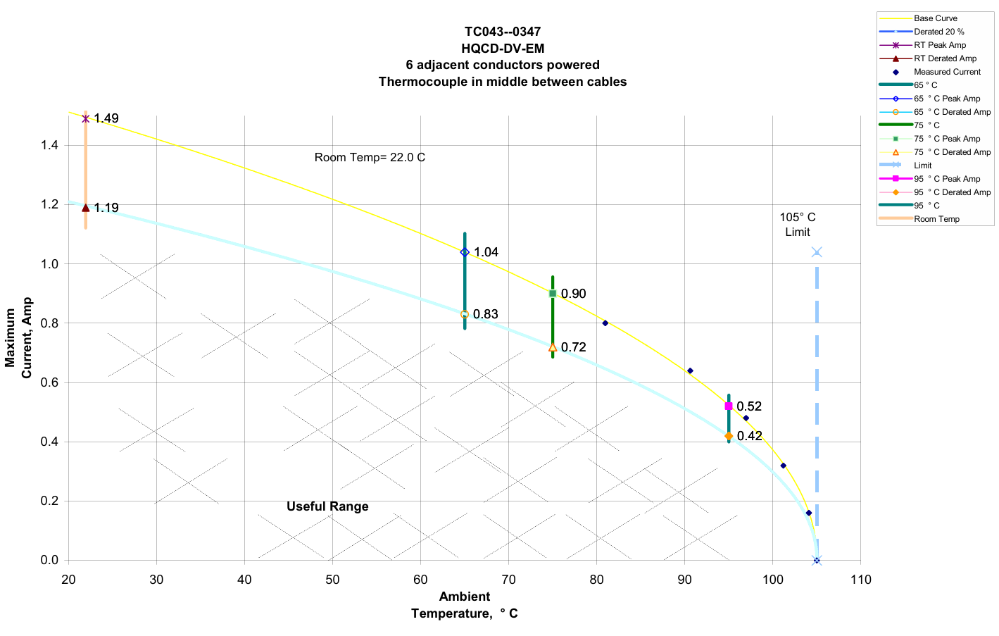 TC043--0347
HQCD-DV-EM
6 adjacent conductors powered
Thermocouple in middle between cables
Base Curve
Derated 20 %
RT Peak Amp
RT Derated Amp
Measured Current
65 ° C
65 ° C Peak Amp
65 ° C Derated Amp
75 ° C
75 ° C Peak Amp
75 ° C Derated Amp
Limit
95 ° C Peak Amp
95 ° C Derated Amp
95 ° C
Room Temp
1.49
1.4
Room Temp= 22.0 C
1.2
1.19
105° C
Limit
1.04
1.0
0.90
0.83
0.8
0.72
Maximum
Current, Amp
0.6
0.52
0.42
0.4
0.2
Useful Range
0.0
20 30 40 50 60 70 80 90 100 110
Ambient
Temperature, ° C